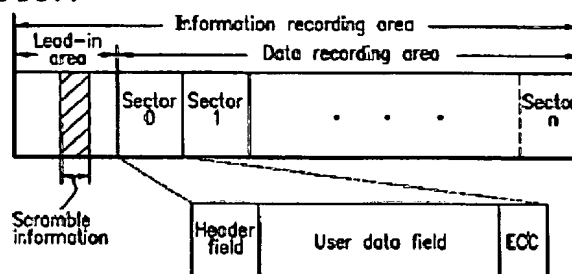 Information recording area
Lead-in area
Data recording area
Sector 0
Sector 1
. . .
Sector n
Scramble information
Header field
User data field
ECC